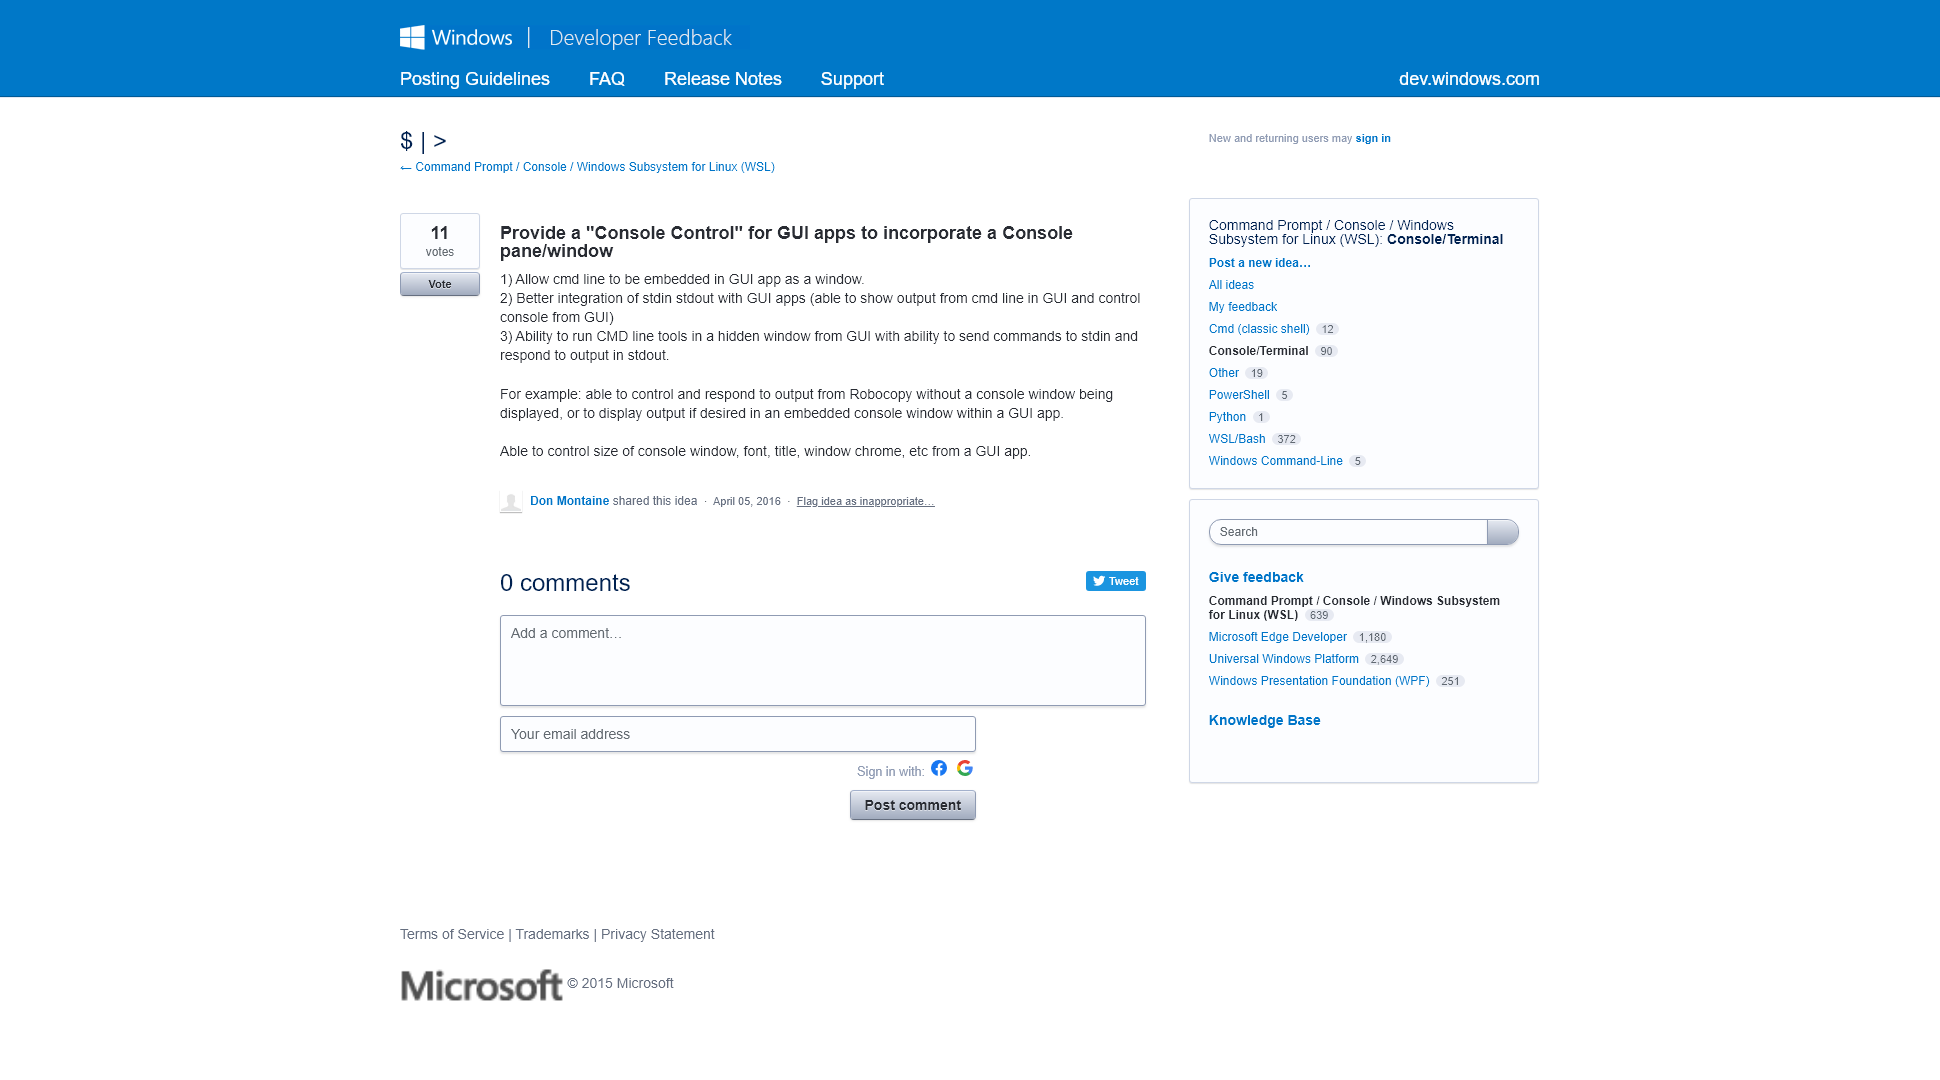 Windows | Developer Feedback
Posting Guidelines FAQ Release Notes Support dev.windows.com
$ | >
← Command Prompt / Console / Windows Subsystem for Linux (WSL)
New and returning users may sign in
11
votes
Vote
Provide a "Console Control" for GUI apps to incorporate a Console
pane/window
1) Allow cmd line to be embedded in GUI app as a window.
2) Better integration of stdin stdout with GUI apps (able to show output from cmd line in GUI and control
console from GUI)
3) Ability to run CMD line tools in a hidden window from GUI with ability to send commands to stdin and
respond to output in stdout.
For example: able to control and respond to output from Robocopy without a console window being
displayed, or to display output if desired in an embedded console window within a GUI app.
Able to control size of console window, font, title, window chrome, etc from a GUI app.
Don Montaine shared this idea · April 05, 2016 · Flag idea as inappropriate…
0 comments
Tweet
Add a comment…
Your email address
Sign in with:
Post comment
Command Prompt / Console / Windows
Subsystem for Linux (WSL): Console/Terminal
Post a new idea…
All ideas
My feedback
Cmd (classic shell) 12
Console/Terminal 90
Other 19
PowerShell 5
Python 1
WSL/Bash 372
Windows Command-Line 5
Search
Give feedback
Command Prompt / Console / Windows Subsystem
for Linux (WSL) 639
Microsoft Edge Developer 1,180
Universal Windows Platform 2,649
Windows Presentation Foundation (WPF) 251
Knowledge Base
Terms of Service | Trademarks | Privacy Statement
Microsoft © 2015 Microsoft